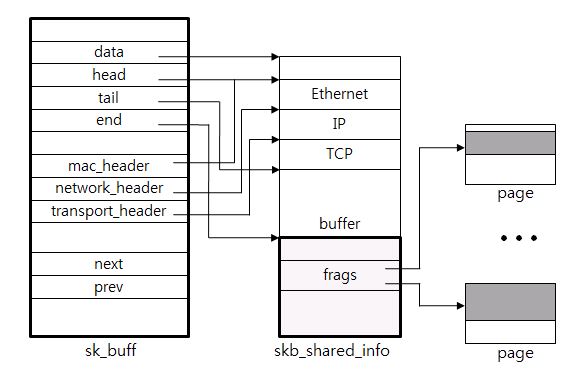 data
head
tail
end
mac_header
network_header
transport_header
next
prev
sk_buff
Ethernet
IP
TCP
buffer
frags
skb_shared_info
page
page